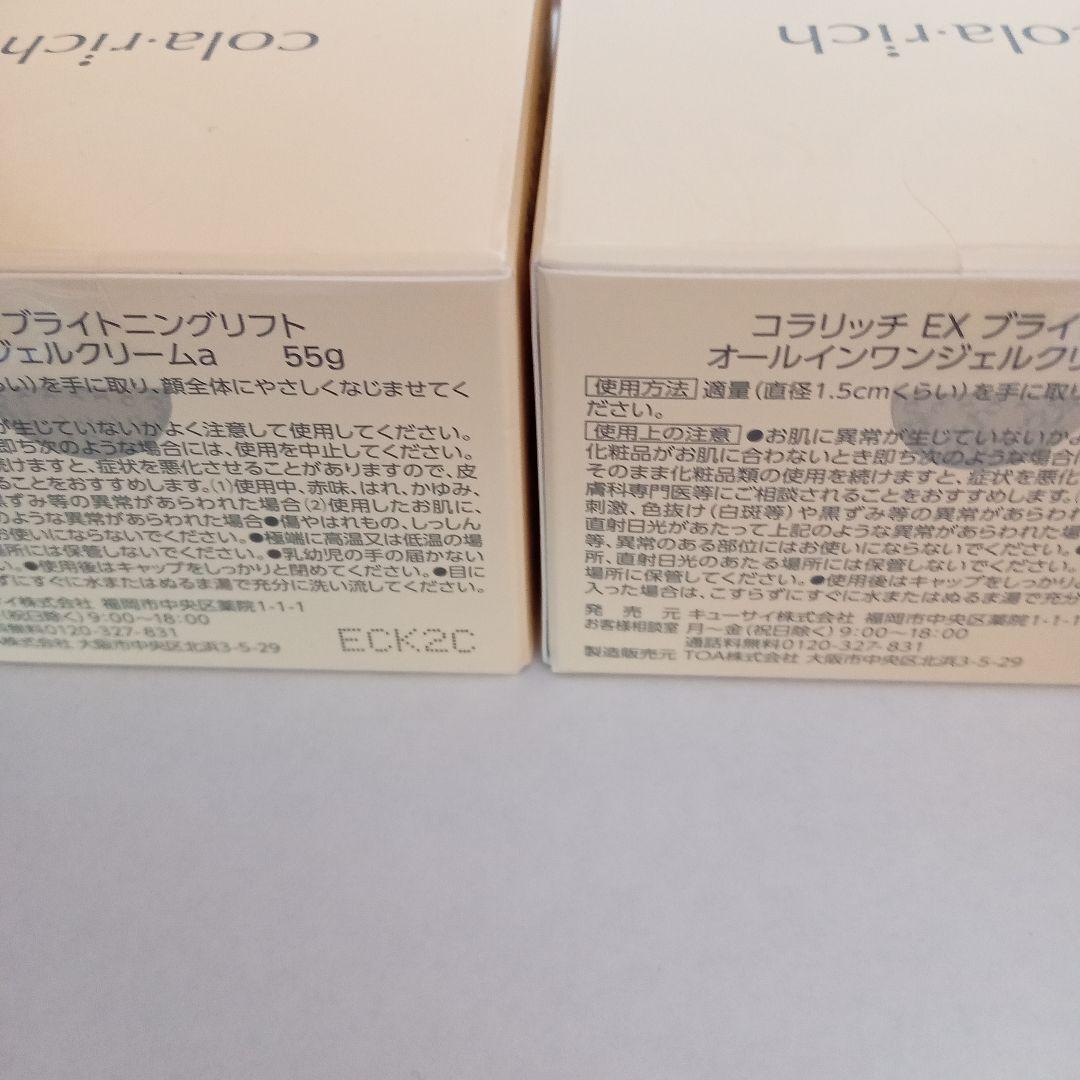 cola·rich
ブライトニングリフト
ジェルクリームa 55g
らい)を手に取り、顔全体にやさしくなじませてく
が生じていないかよく注意して使用してください。
即ち次のような場合には、使用を中止してください。
続けますと、症状を悪化させることがありますので、皮
ることをおすすめします。(1)使用中、赤味、はれ、かゆみ、
黒ずみ等の異常があらわれた場合(2)使用したお肌に、
のような異常があらわれた場合●傷やはれもの、しっしん
お使いにならないでください。●極端に高温又は低温の場
場所には保管しないでください。●乳幼児の手の届かない
い。●使用後はキャップをしっかりと閉めてください。●目に
ずにすぐに水またはぬるま湯で充分に洗い流してください。
サイ株式会社 福岡市中央区薬院1-1-1
(祝日除く)9:00〜18:00
料無料0120-327-831
株式会社 大阪市中央区北浜3-5-29
ECK2C
cola·rich
コラリッチ EX ブライ
オールインワンジェルクリ
使用方法 適量(直径1.5cmくらい)を手に取り
ださい。
使用上の注意 ●お肌に異常が生じていないかよ
化粧品がお肌に合わないとき即ち次のような場合に
そのまま化粧品類の使用を続けますと、症状を悪化
膚科専門医等にご相談されることをおすすめします。
刺激、色抜け(白斑等)や黒ずみ等の異常があらわれ
直射日光があたって上記のような異常があらわれた場
等、異常のある部位にはお使いにならないでください。
所、直射日光のあたる場所には保管しないでください。
場所に保管してください。●使用後はキャップをしっかりと
入った場合は、こすらずにすぐに水またはぬるま湯で充分
発売元 キューサイ株式会社 福岡市中央区薬院1-1-1
お客様相談室 月〜金(祝日除く)9:00〜18:00
通話料無料0120-327-831
製造販売元 TOA株式会社 大阪市中央区北浜3-5-29